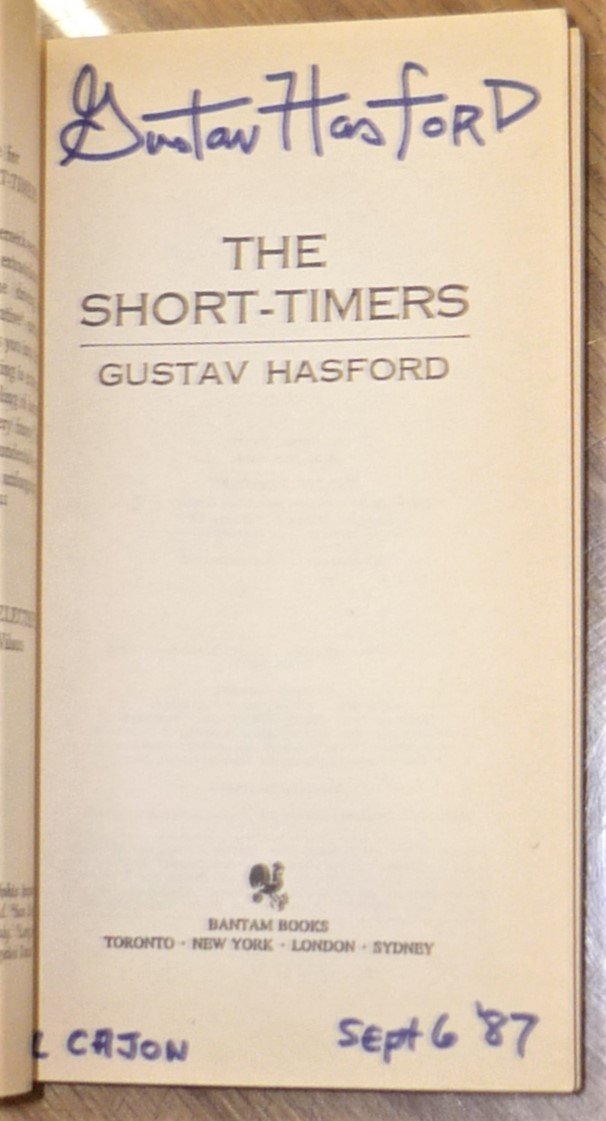 Gustav Hasford
THE
SHORT-TIMERS
GUSTAV HASFORD
BANTAM BOOKS
TORONTO · NEW YORK · LONDON · SYDNEY
L CAJON Sept 6 '87